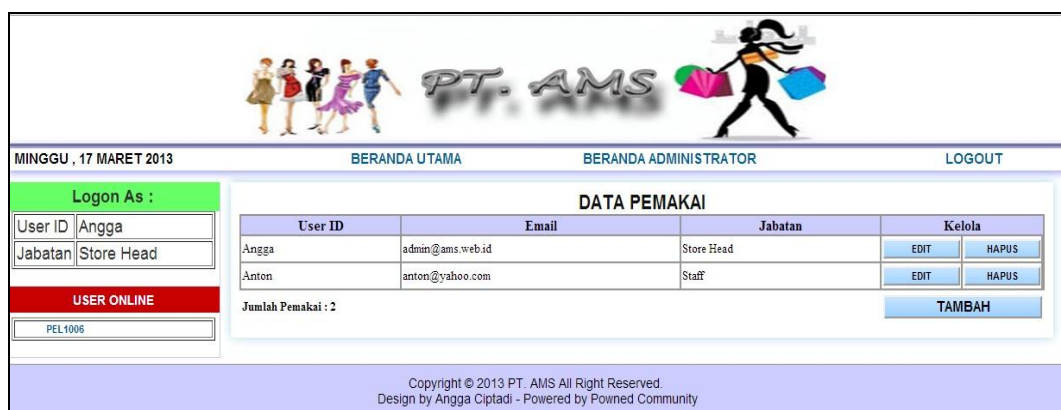 PT. AMS
MINGGU , 17 MARET 2013 BERANDA UTAMA BERANDA ADMINISTRATOR LOGOUT
Logon As :
User ID Angga
Jabatan Store Head
USER ONLINE
PEL1006
DATA PEMAKAI
User ID Email Jabatan Kelola
Angga admin@ams.web.id Store Head EDIT HAPUS
Anton anton@yahoo.com Staff EDIT HAPUS
Jumlah Pemakai : 2 TAMBAH
Copyright © 2013 PT. AMS All Right Reserved.
Design by Angga Ciptadi - Powered by Powned Community